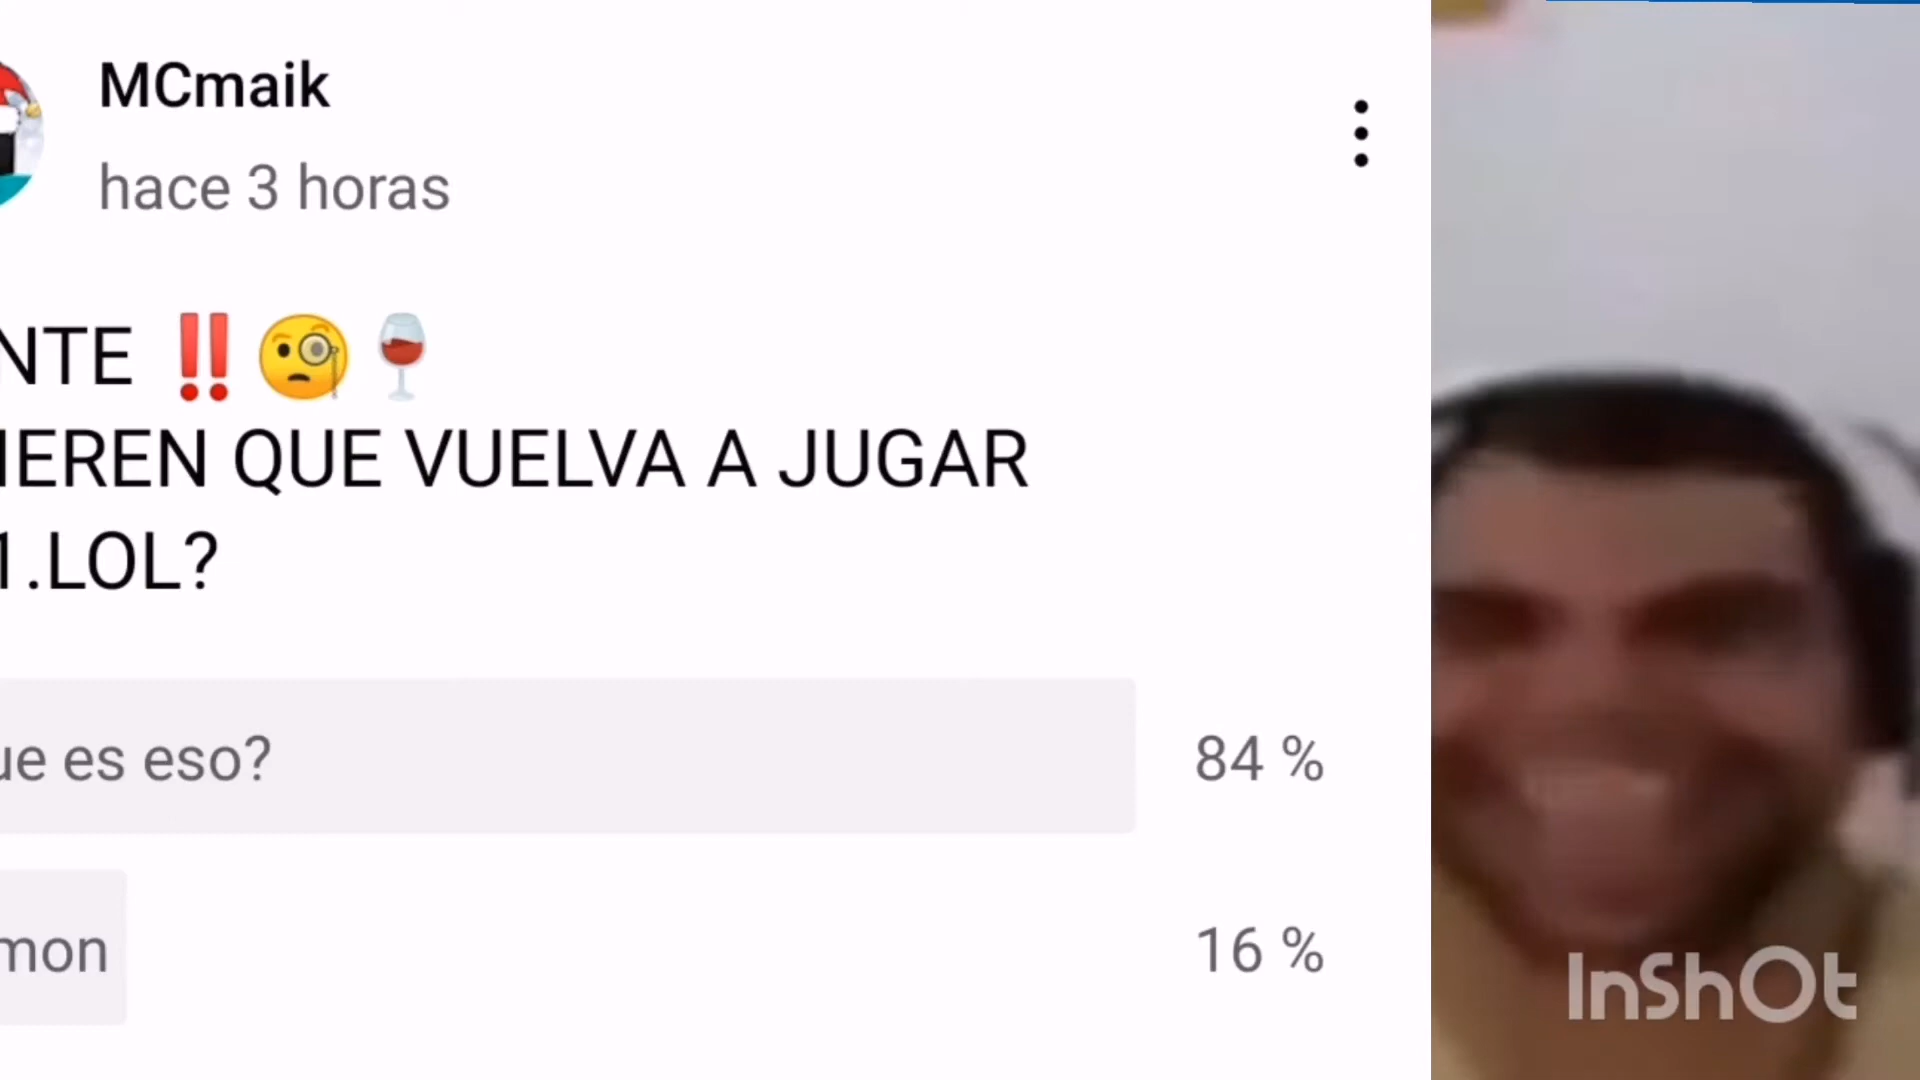 MCmaik
hace 3 horas
NTE ‼️🧐🍷
IEREN QUE VUELVA A JUGAR
1.LOL?
ue es eso?
84 %
mon
16 %
InShOt